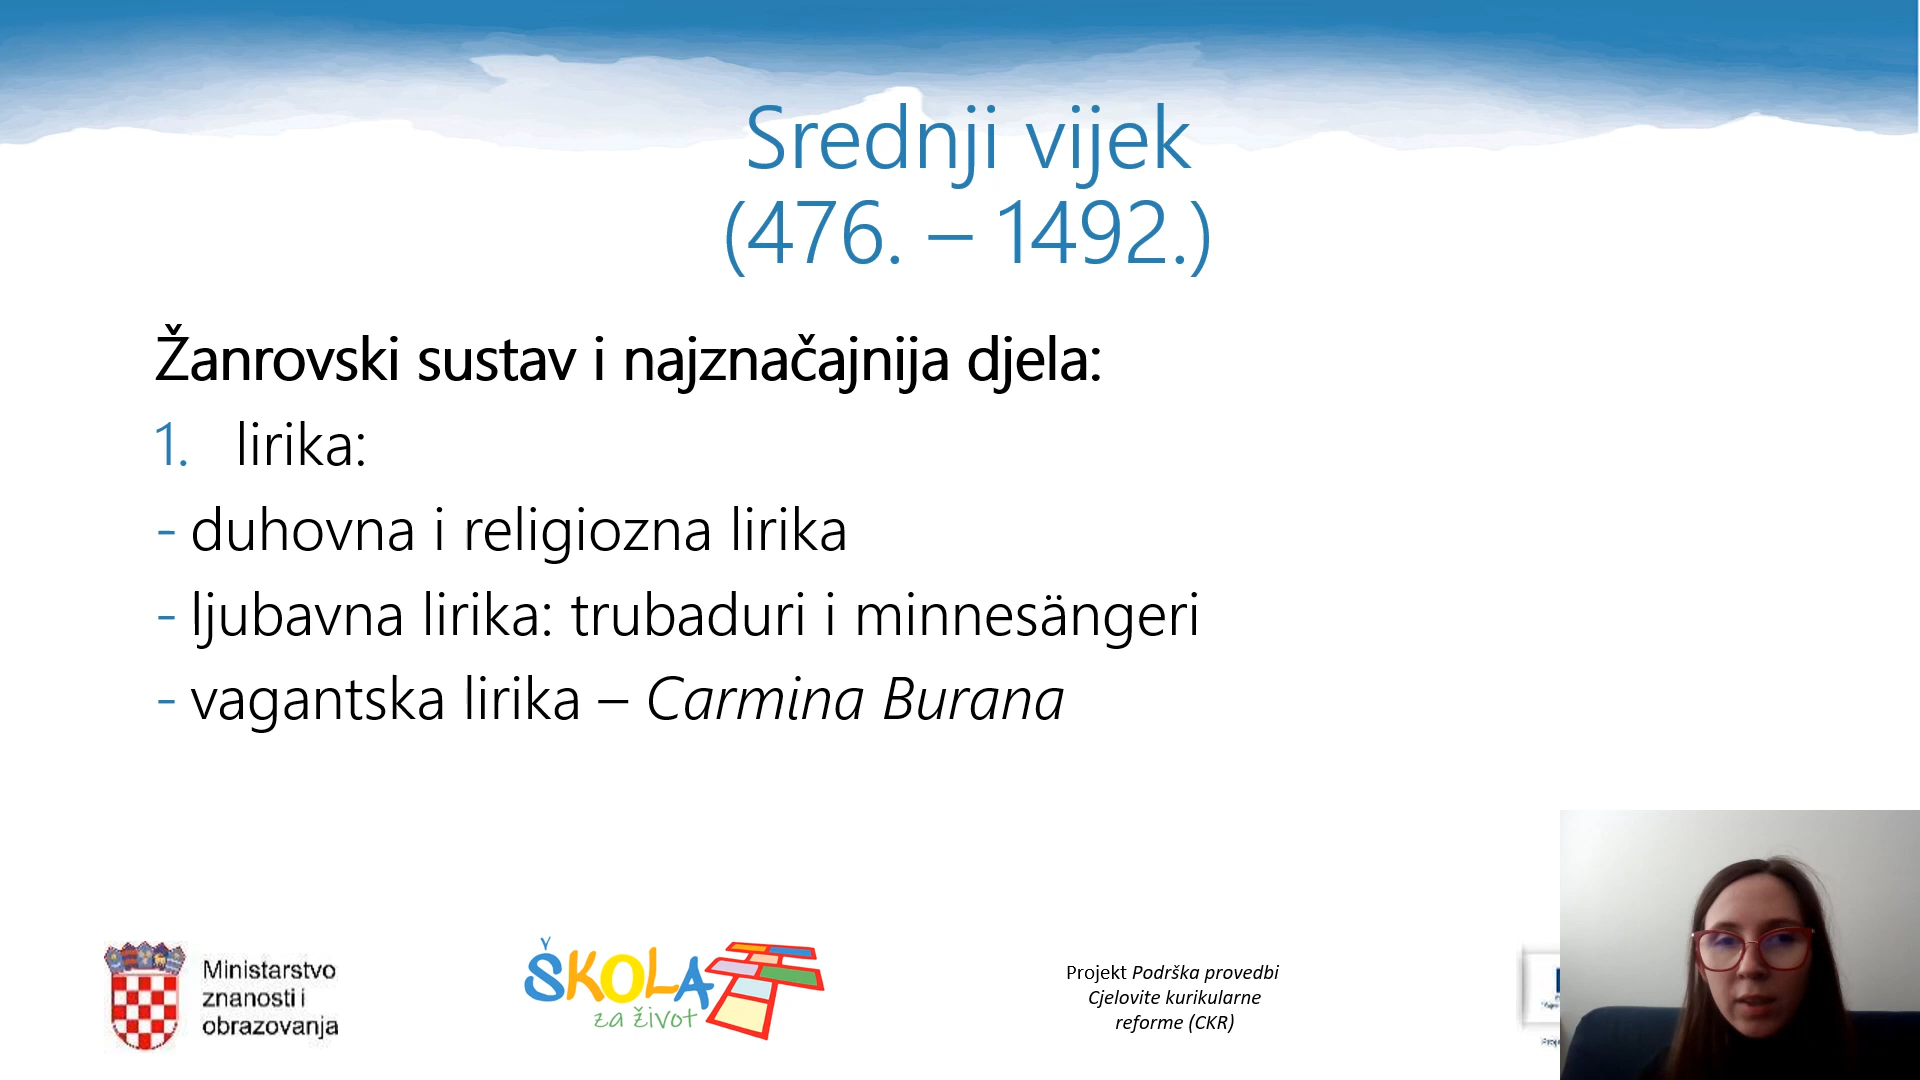 Srednji vijek
(476. – 1492.)
Žanrovski sustav i najznačajnija djela:
1. lirika:
- duhovna i religiozna lirika
- ljubavna lirika: trubaduri i minnesängeri
- vagantska lirika – Carmina Burana
Ministarstvo
znanosti i
obrazovanja
ŠKOLA
za život
Projekt Podrška provedbi
Cjelovite kurikularne
reforme (CKR)